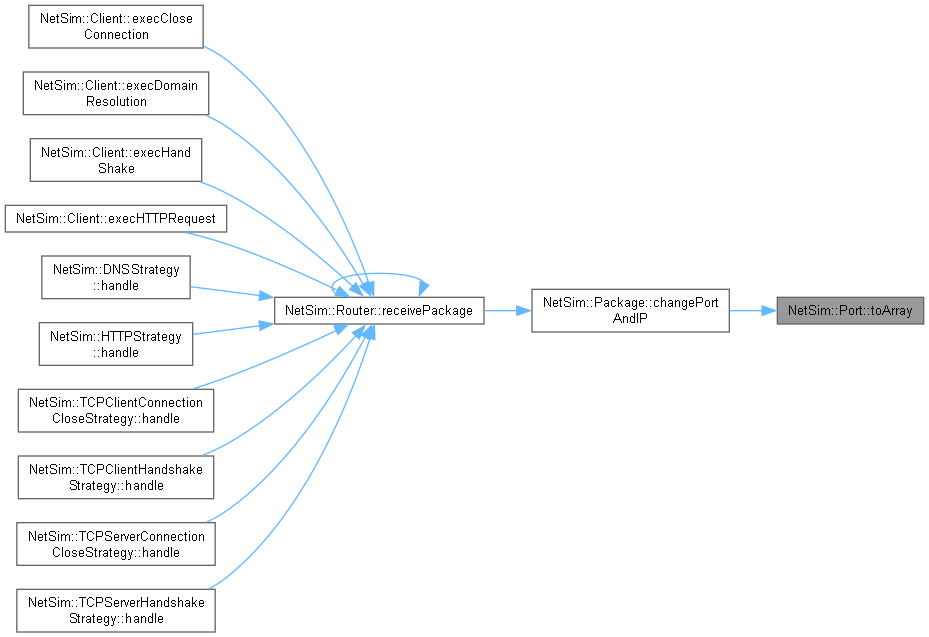 NetSim::Client::execClose
Connection
NetSim::Client::execDomain
Resolution
NetSim::Client::execHand
Shake
NetSim::Client::execHTTPRequest
NetSim::DNSStrategy
::handle
NetSim::HTTPStrategy
::handle
NetSim::TCPClientConnection
CloseStrategy::handle
NetSim::TCPClientHandshake
Strategy::handle
NetSim::TCPServerConnection
CloseStrategy::handle
NetSim::TCPServerHandshake
Strategy::handle
NetSim::Router::receivePackage
NetSim::Package::changePort
AndIP
NetSim::Port::toArray